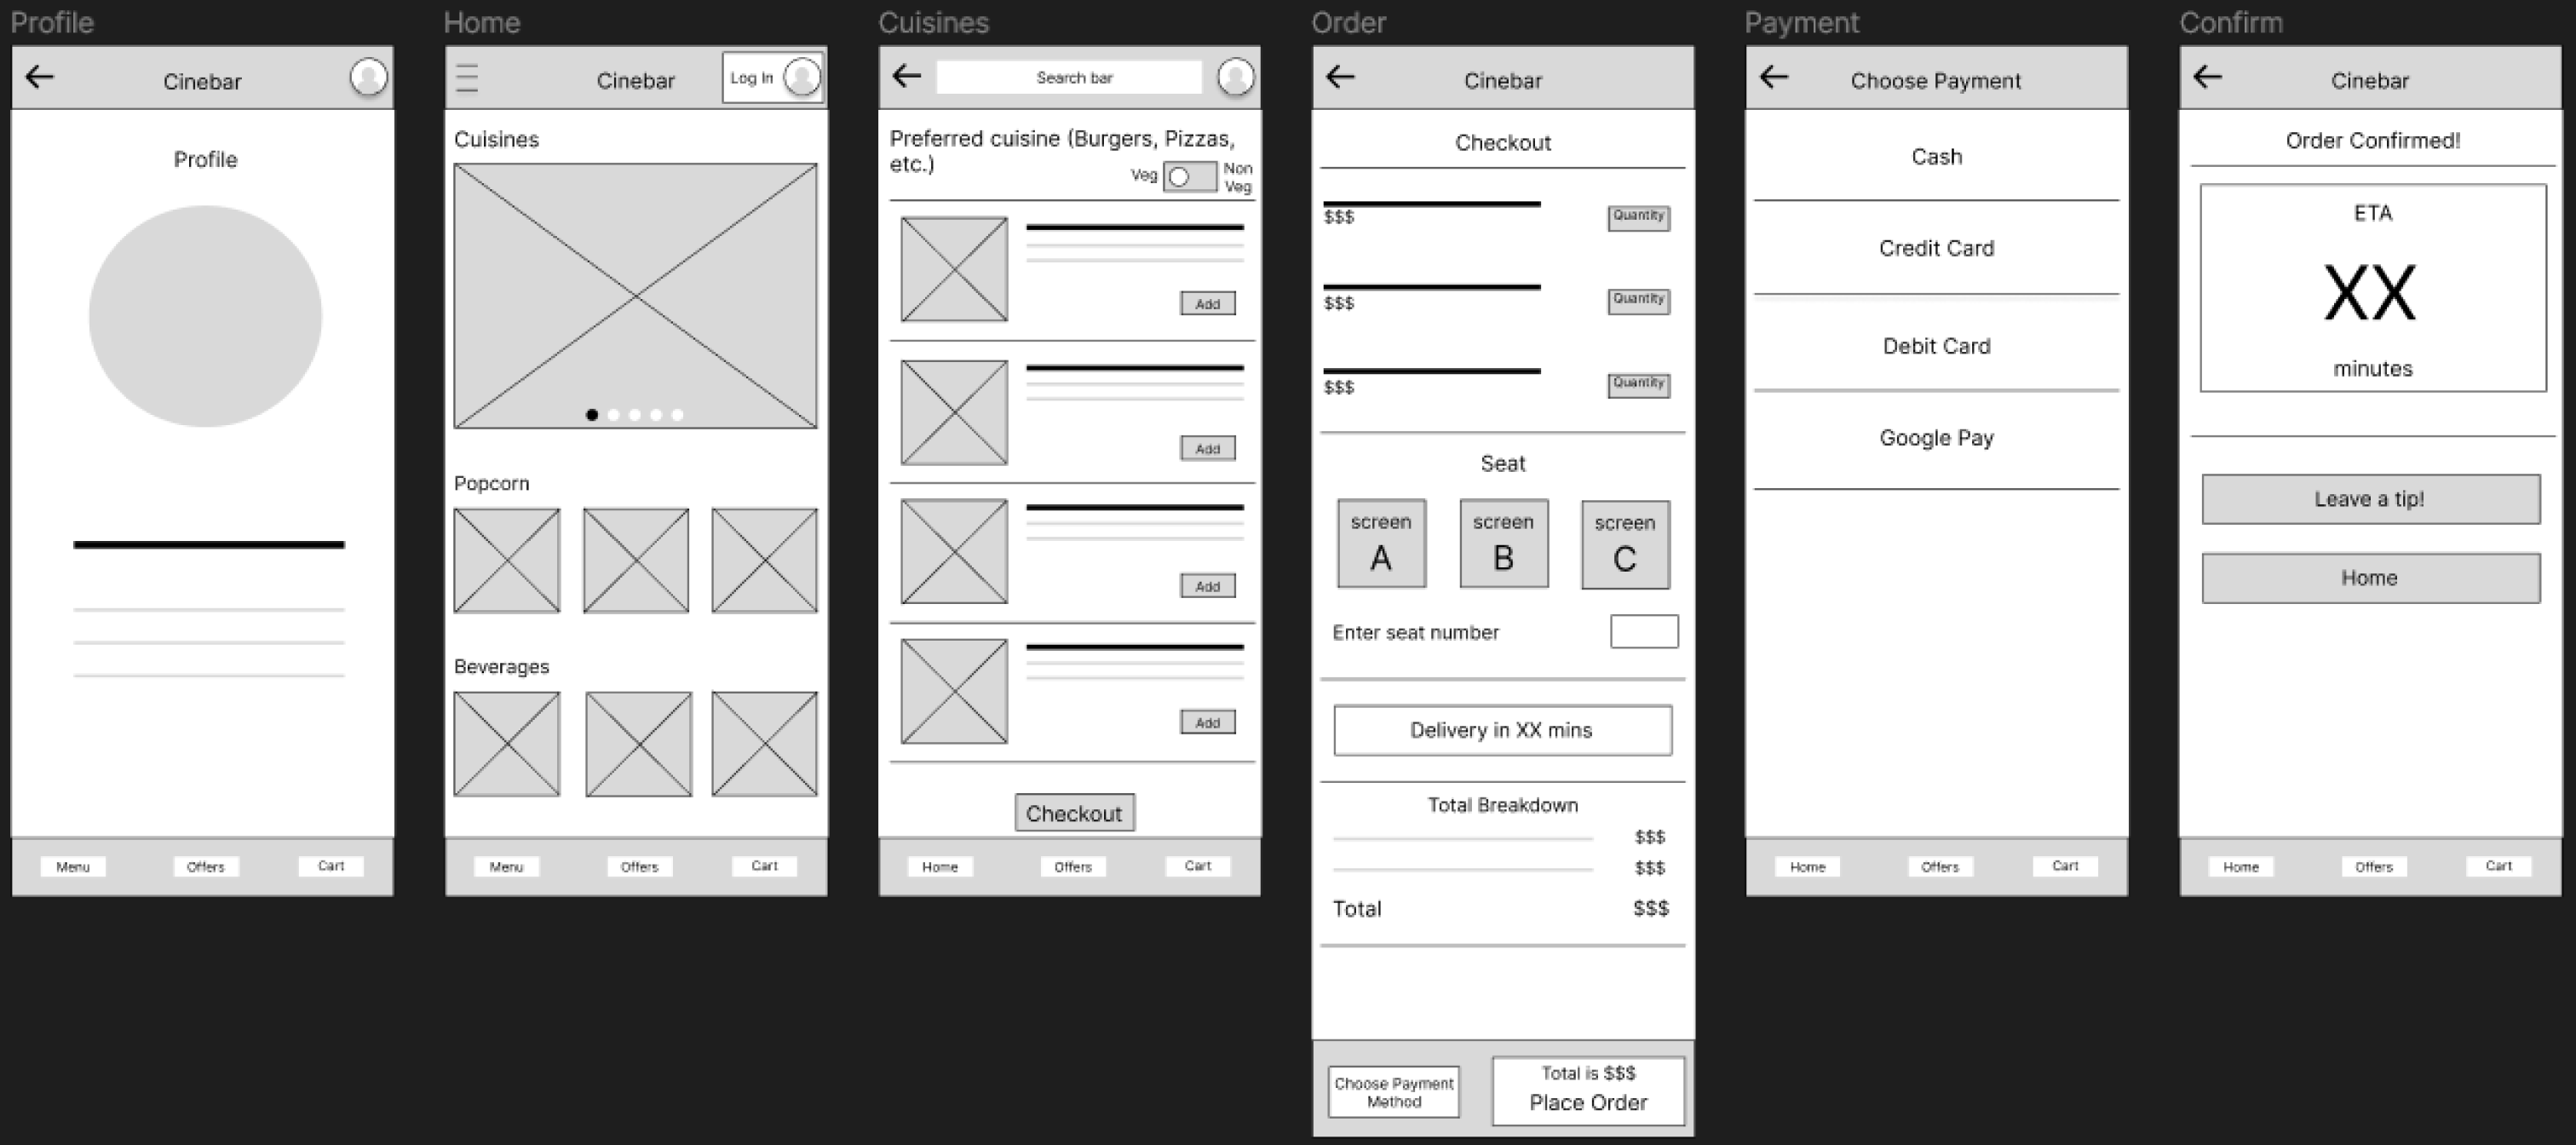 Profile
Cinebar
Profile
Menu
Offers
Cart
Home
Cinebar
Log In
Cuisines
Popcorn
Beverages
Menu
Offers
Cart
Cuisines
Search bar
Preferred cuisine (Burgers, Pizzas,
etc.)
Veg
Non
Veg
Add
Add
Add
Add
Checkout
Home
Offers
Cart
Order
Cinebar
Checkout
$$$
Quantity
$$$
Quantity
$$$
Quantity
Seat
screen
A
screen
B
screen
C
Enter seat number
Delivery in XX mins
Total Breakdown
$$$
$$$
Total
$$$
Choose Payment
Method
Total is $$$
Place Order
Payment
Choose Payment
Cash
Credit Card
Debit Card
Google Pay
Home
Offers
Cart
Confirm
Cinebar
Order Confirmed!
ETA
XX
minutes
Leave a tip!
Home
Home
Offers
Cart